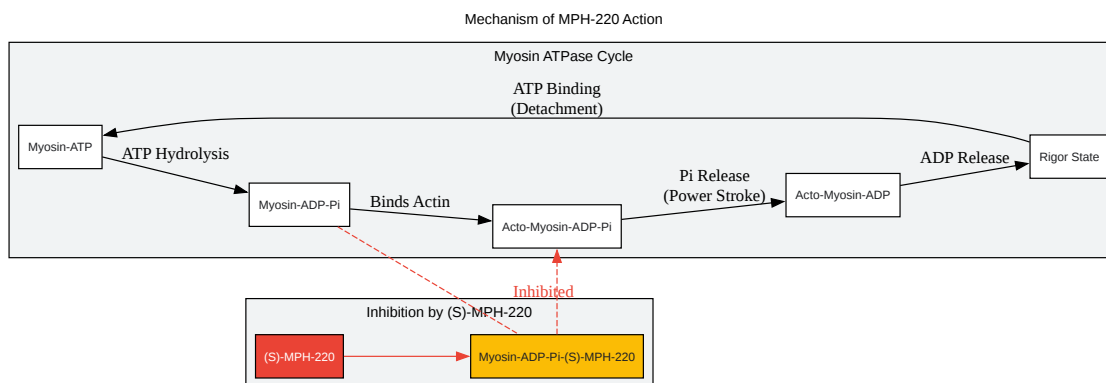 Mechanism of MPH-220 Action
Myosin ATPase Cycle
ATP Binding
(Detachment)
Myosin-ATP
ATP Hydrolysis
Myosin-ADP-Pi
Binds Actin
Acto-Myosin-ADP-Pi
Pi Release
(Power Stroke)
Acto-Myosin-ADP
ADP Release
Rigor State
Inhibited
Inhibition by (S)-MPH-220
(S)-MPH-220
Myosin-ADP-Pi-(S)-MPH-220